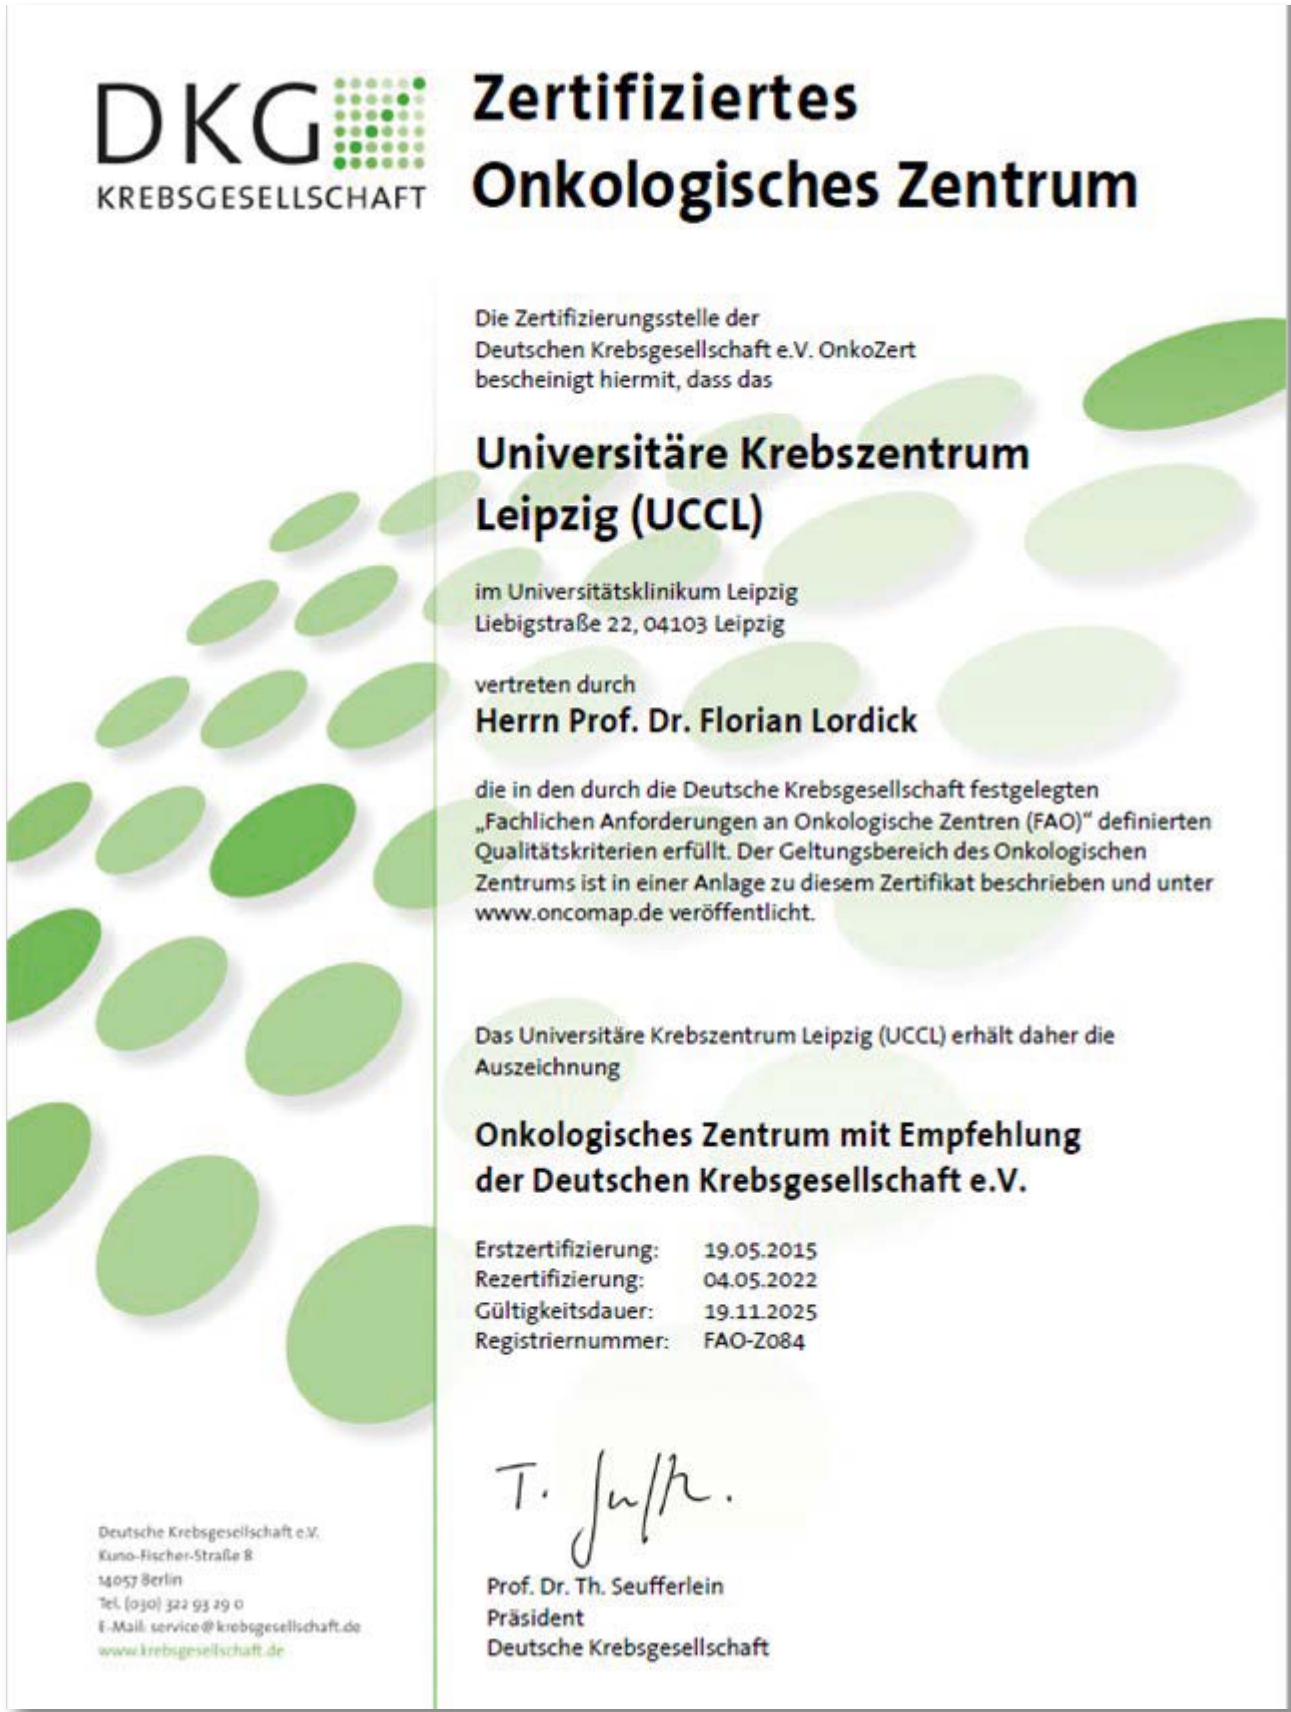 DKG
KREBSGESELLSCHAFT
Zertifiziertes
Onkologisches Zentrum
Die Zertifizierungsstelle der
Deutschen Krebsgesellschaft e.V. OnkoZert
bescheinigt hiermit, dass das
Universitäre Krebszentrum
Leipzig (UCCL)
im Universitätsklinikum Leipzig
Liebigstraße 22, 04103 Leipzig
vertreten durch
Herrn Prof. Dr. Florian Lordick
die in den durch die Deutsche Krebsgesellschaft festgelegten
„Fachlichen Anforderungen an Onkologische Zentren (FAO)“ definierten
Qualitätskriterien erfüllt. Der Geltungsbereich des Onkologischen
Zentrums ist in einer Anlage zu diesem Zertifikat beschrieben und unter
www.oncomap.de veröffentlicht.
Das Universitäre Krebszentrum Leipzig (UCCL) erhält daher die
Auszeichnung
Onkologisches Zentrum mit Empfehlung
der Deutschen Krebsgesellschaft e.V.
Erstzertifizierung: 19.05.2015
Rezertifizierung: 04.05.2022
Gültigkeitsdauer: 19.11.2025
Registriernummer: FAO-Z084
T.
Prof. Dr. Th. Seufferlein
Präsident
Deutsche Krebsgesellschaft
Deutsche Krebsgesellschaft e.V.
Kuno-Fischer-Straße 8
14057 Berlin
Tel. (030) 322 93 29 0
E-Mail: service@krebsgesellschaft.de
www.krebsgesellschaft.de